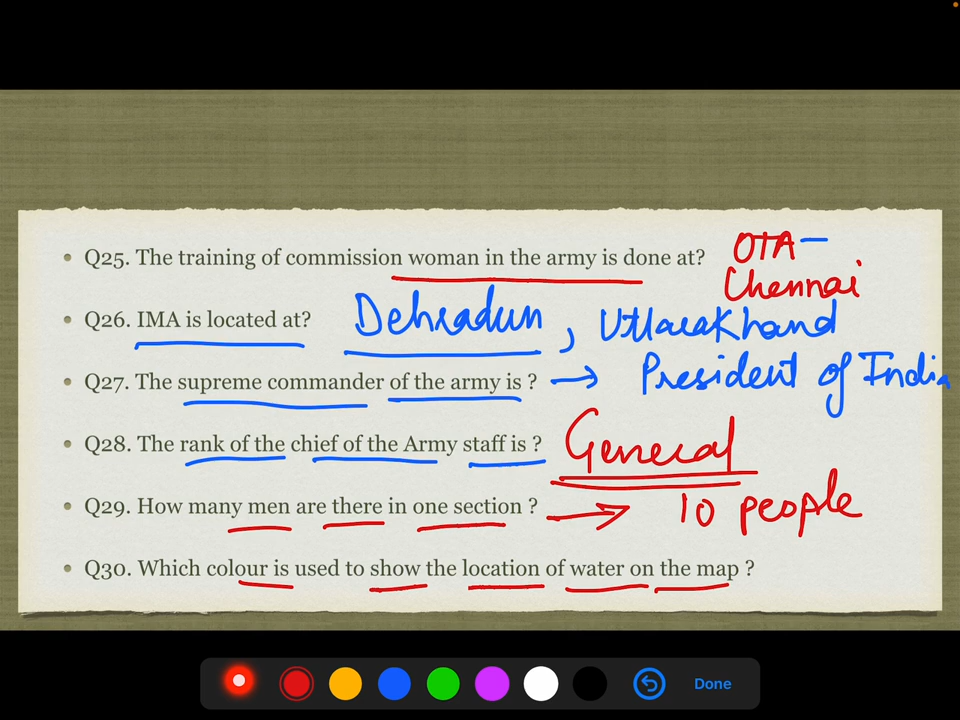 Q25. The training of commission woman in the army is done at? OTA-
Chennai
Q26. IMA is located at? Dehradun, Uttarakhand
Q27. The supreme commander of the army is ? → President of India
Q28. The rank of the chief of the Army staff is ? General
Q29. How many men are there in one section ? → 10 people
Q30. Which colour is used to show the location of water on the map ?
Done